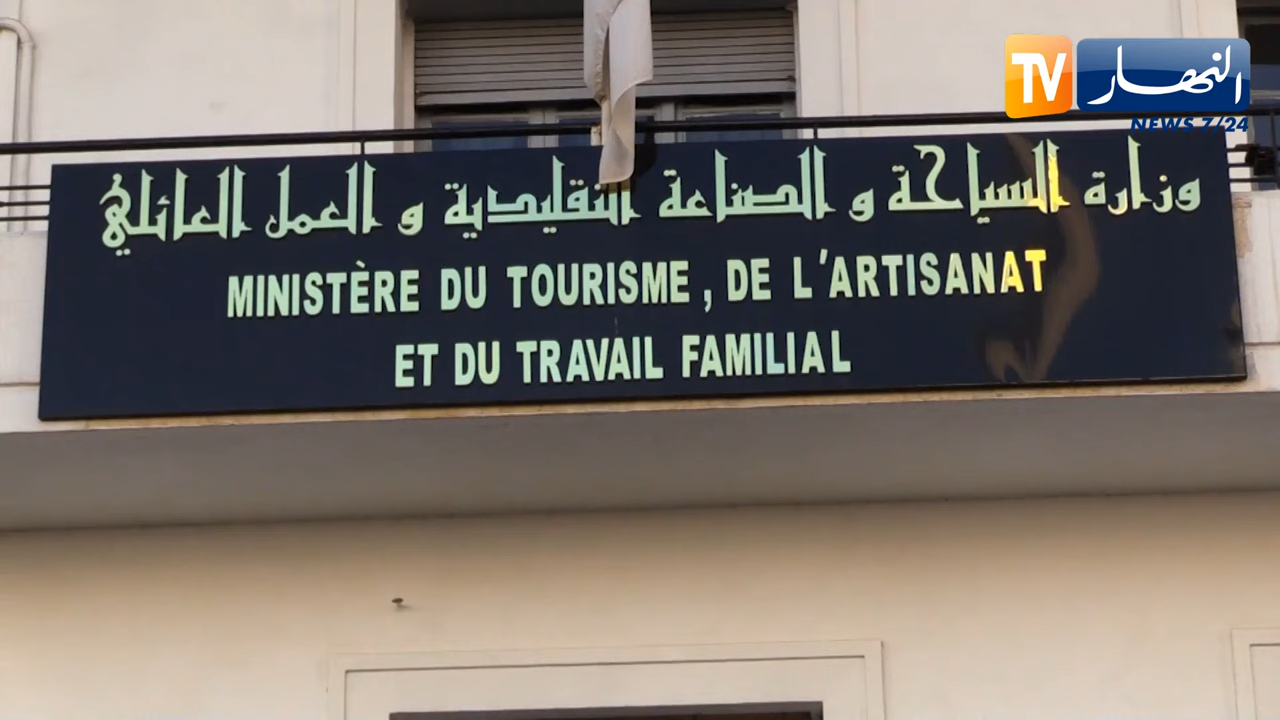 TV النهار
NEWS 7/24
وزارة السياحة و الصناعة التقليدية و العمل العائلي
MINISTÈRE DU TOURISME, DE L'ARTISANAT
ET DU TRAVAIL FAMILIAL